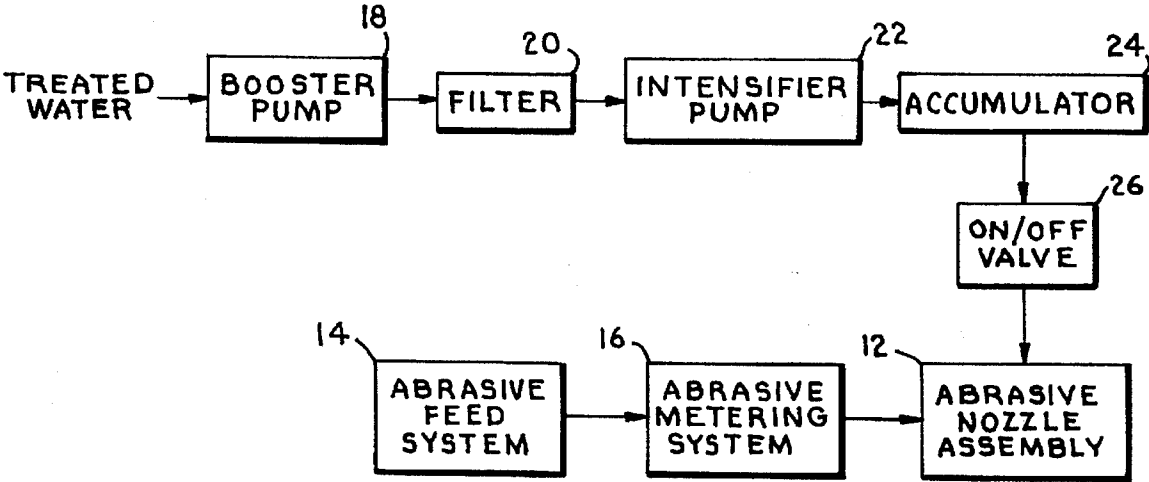 18
20
22
24
TREATED
WATER
BOOSTER
PUMP
FILTER
INTENSIFIER
PUMP
ACCUMULATOR
26
ON/OFF
VALVE
14
16
12
ABRASIVE
FEED
SYSTEM
ABRASIVE
METERING
SYSTEM
ABRASIVE
NOZZLE
ASSEMBLY